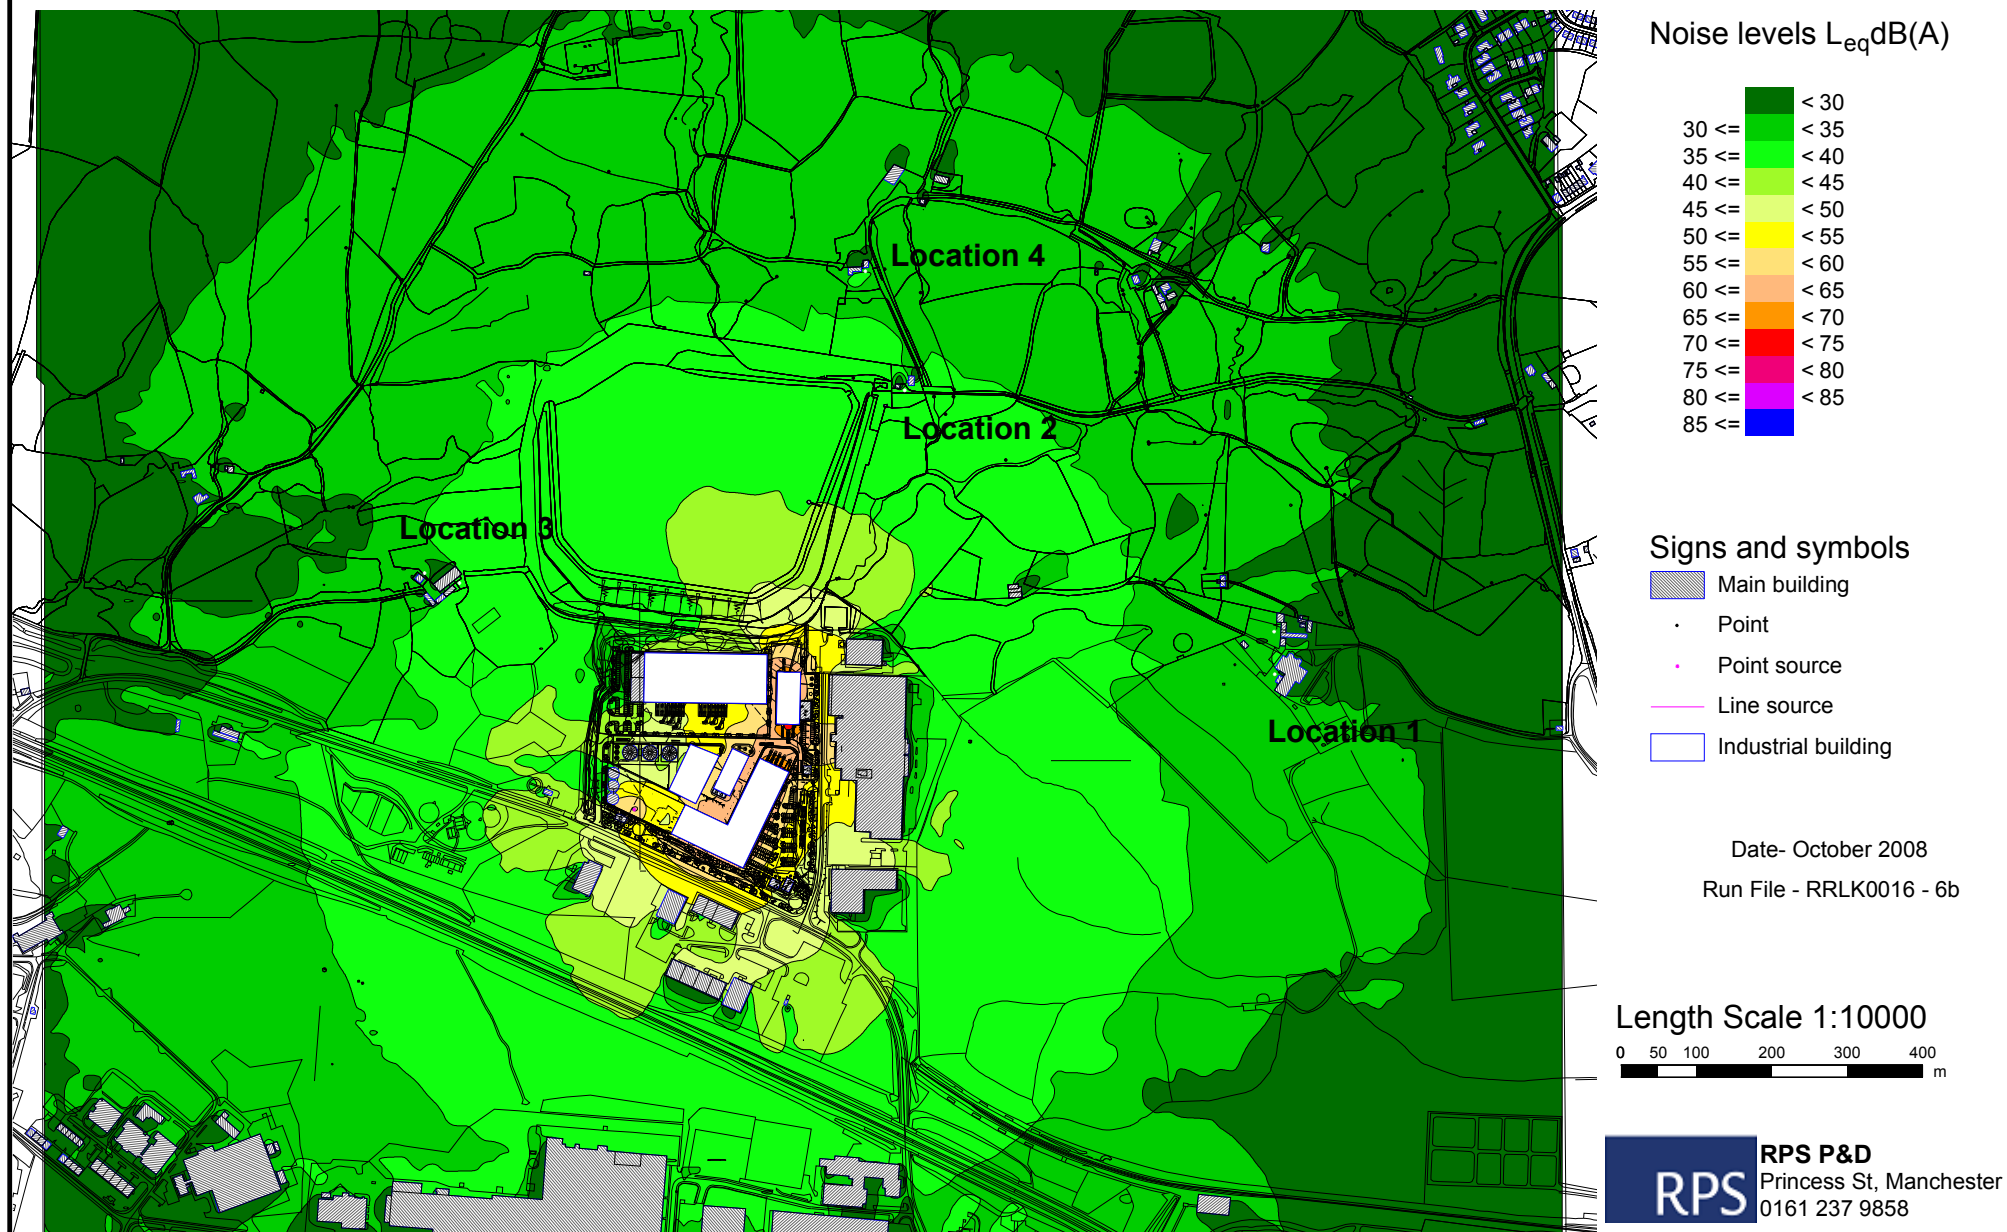 Noise levels LeqdB(A)
< 30
30 <= < 35
35 <= < 40
40 <= < 45
45 <= < 50
50 <= < 55
55 <= < 60
60 <= < 65
65 <= < 70
70 <= < 75
75 <= < 80
80 <= < 85
85 <=
Location 4
Location 2
Location 3
Location 1
Signs and symbols
Main building
Point
Point source
Line source
Industrial building
Date- October 2008
Run File - RRLK0016 - 6b
Length Scale 1:10000
0 50 100 200 300 400
m
RPS
RPS P&D
Princess St, Manchester
0161 237 9858